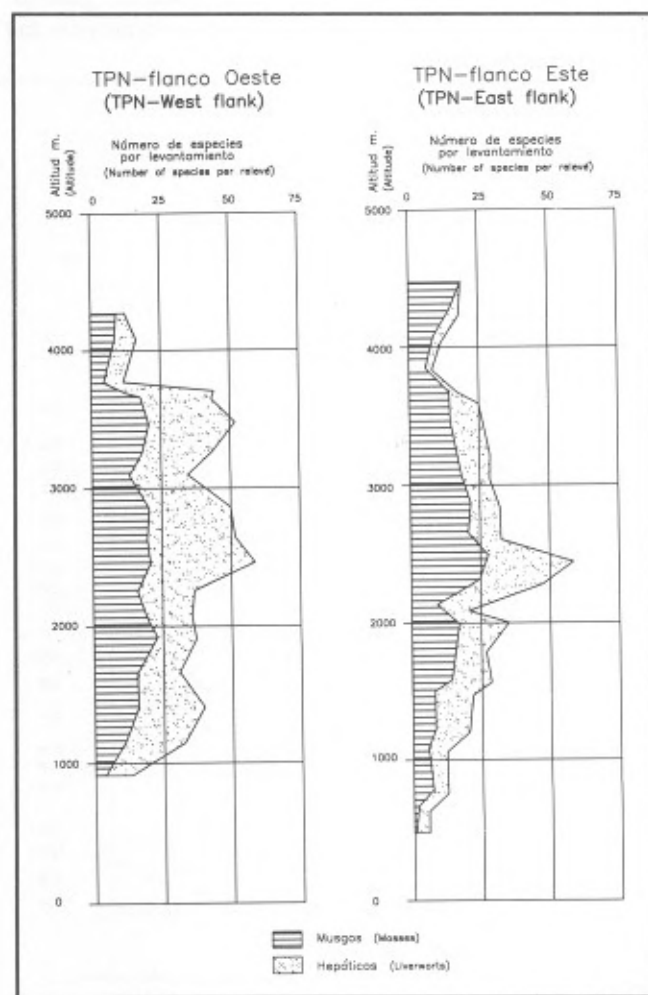 TPN-flanco Oeste
(TPN-West flank)
Altitud m.
(Altitude)
Número de especies
por levantamiento
(Number of species per relevé)
0 25 50 75
5000
4000
3000
2000
1000
0
TPN-flanco Este
(TPN-East flank)
Altitud m.
(Altitude)
Número de especies
por levantamiento
(Number of species per relevé)
0 25 50 75
5000
4000
3000
2000
1000
0
Musgos (Mosses)
Hepáticos (Liverworts)